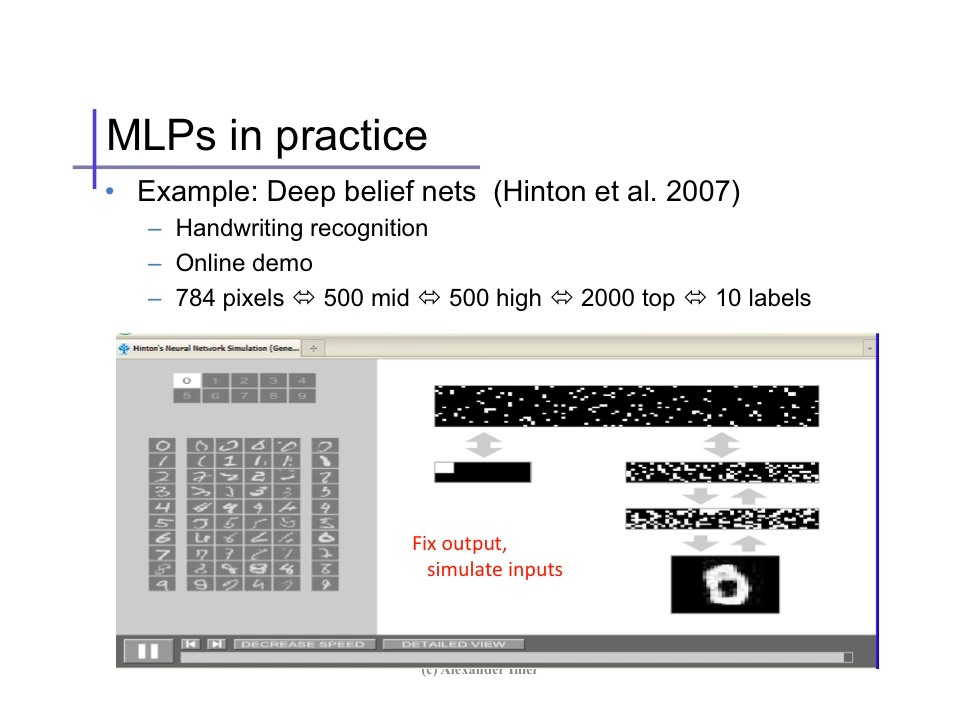 MLPs in practice
• Example: Deep belief nets (Hinton et al. 2007)
– Handwriting recognition
– Online demo
– 784 pixels ⬄ 500 mid ⬄ 500 high ⬄ 2000 top ⬄ 10 labels
Hinton's Neural Network Simulation (Gene...
0 1 2 3 4
5 6 7 8 9
Fix output,
simulate inputs
DECREASE SPEED DETAILED VIEW
(c) Alexander Ihler